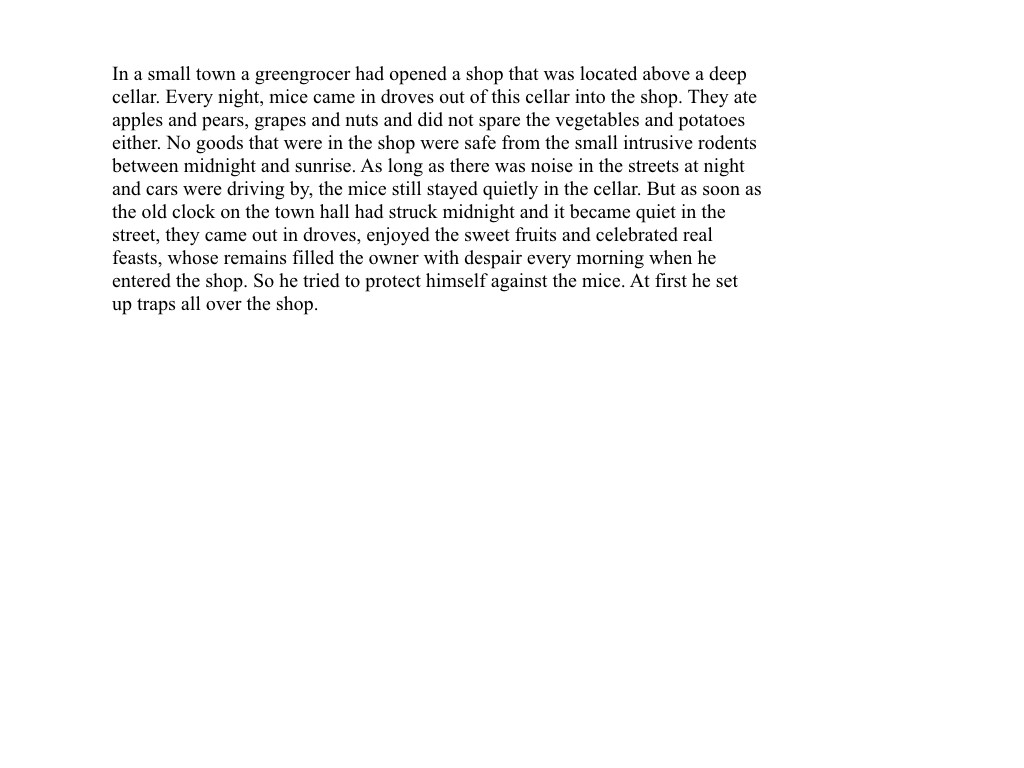 In a small town a greengrocer had opened a shop that was located above a deep
cellar. Every night, mice came in droves out of this cellar into the shop. They ate
apples and pears, grapes and nuts and did not spare the vegetables and potatoes
either. No goods that were in the shop were safe from the small intrusive rodents
between midnight and sunrise. As long as there was noise in the streets at night
and cars were driving by, the mice still stayed quietly in the cellar. But as soon as
the old clock on the town hall had struck midnight and it became quiet in the
street, they came out in droves, enjoyed the sweet fruits and celebrated real
feasts, whose remains filled the owner with despair every morning when he
entered the shop. So he tried to protect himself against the mice. At first he set
up traps all over the shop.